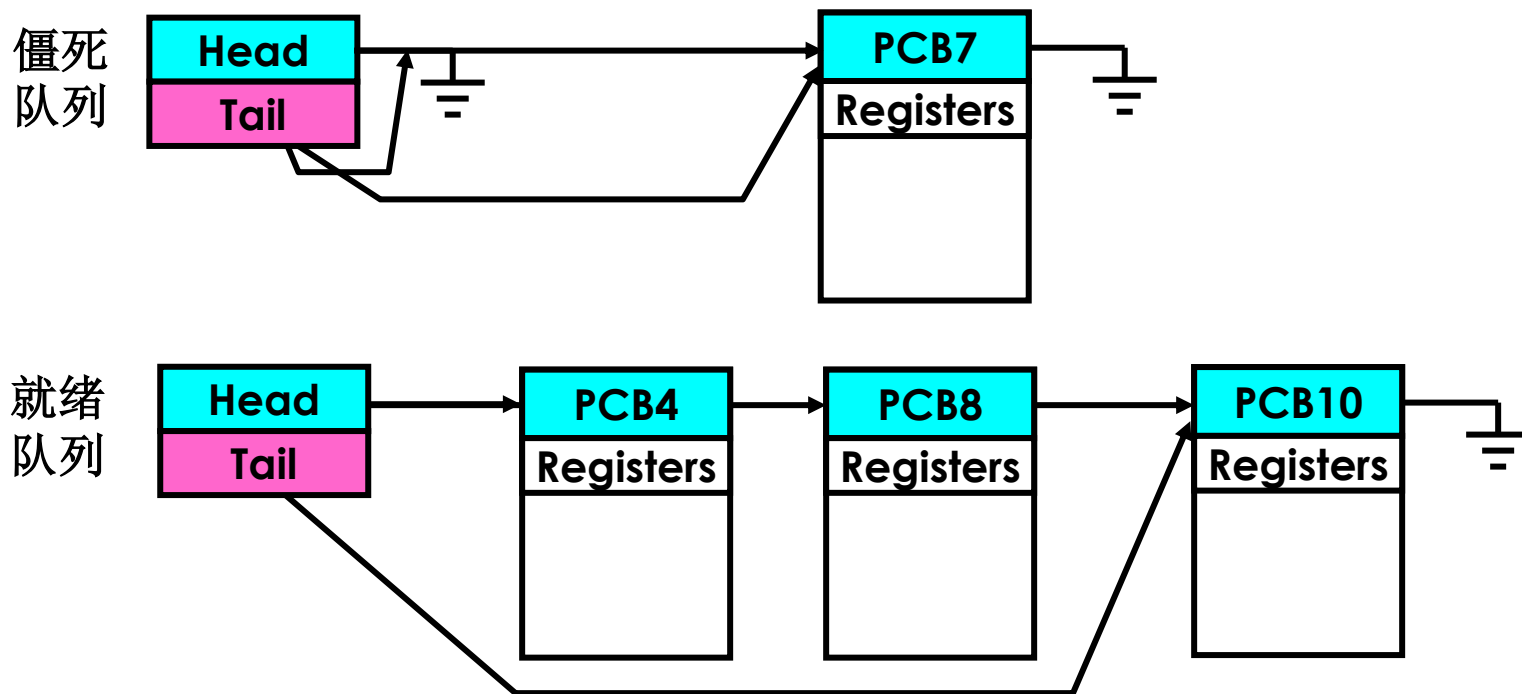 僵死
队列
Head
Tail
PCB7
Registers
就绪
队列
Head
Tail
PCB4
Registers
PCB8
Registers
PCB10
Registers